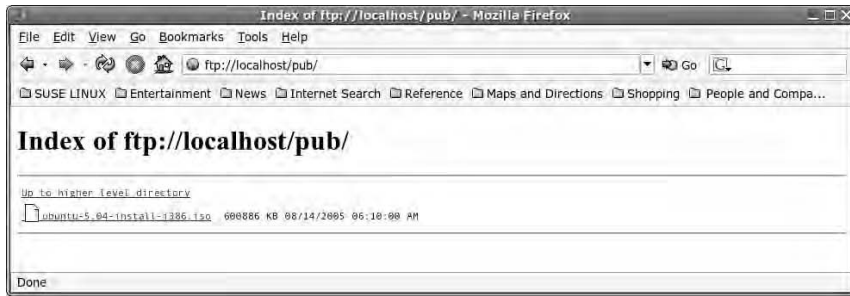 Index of ftp://localhost/pub/ - Mozilla Firefox
File Edit View Go Bookmarks Tools Help
ftp://localhost/pub/ Go
SUSE LINUX Entertainment News Internet Search Reference Maps and Directions Shopping People and Compa...
Index of ftp://localhost/pub/
Up to higher level directory
ubuntu-5.04-install-i386.iso 600886 KB 08/14/2005 06:10:00 AM
Done